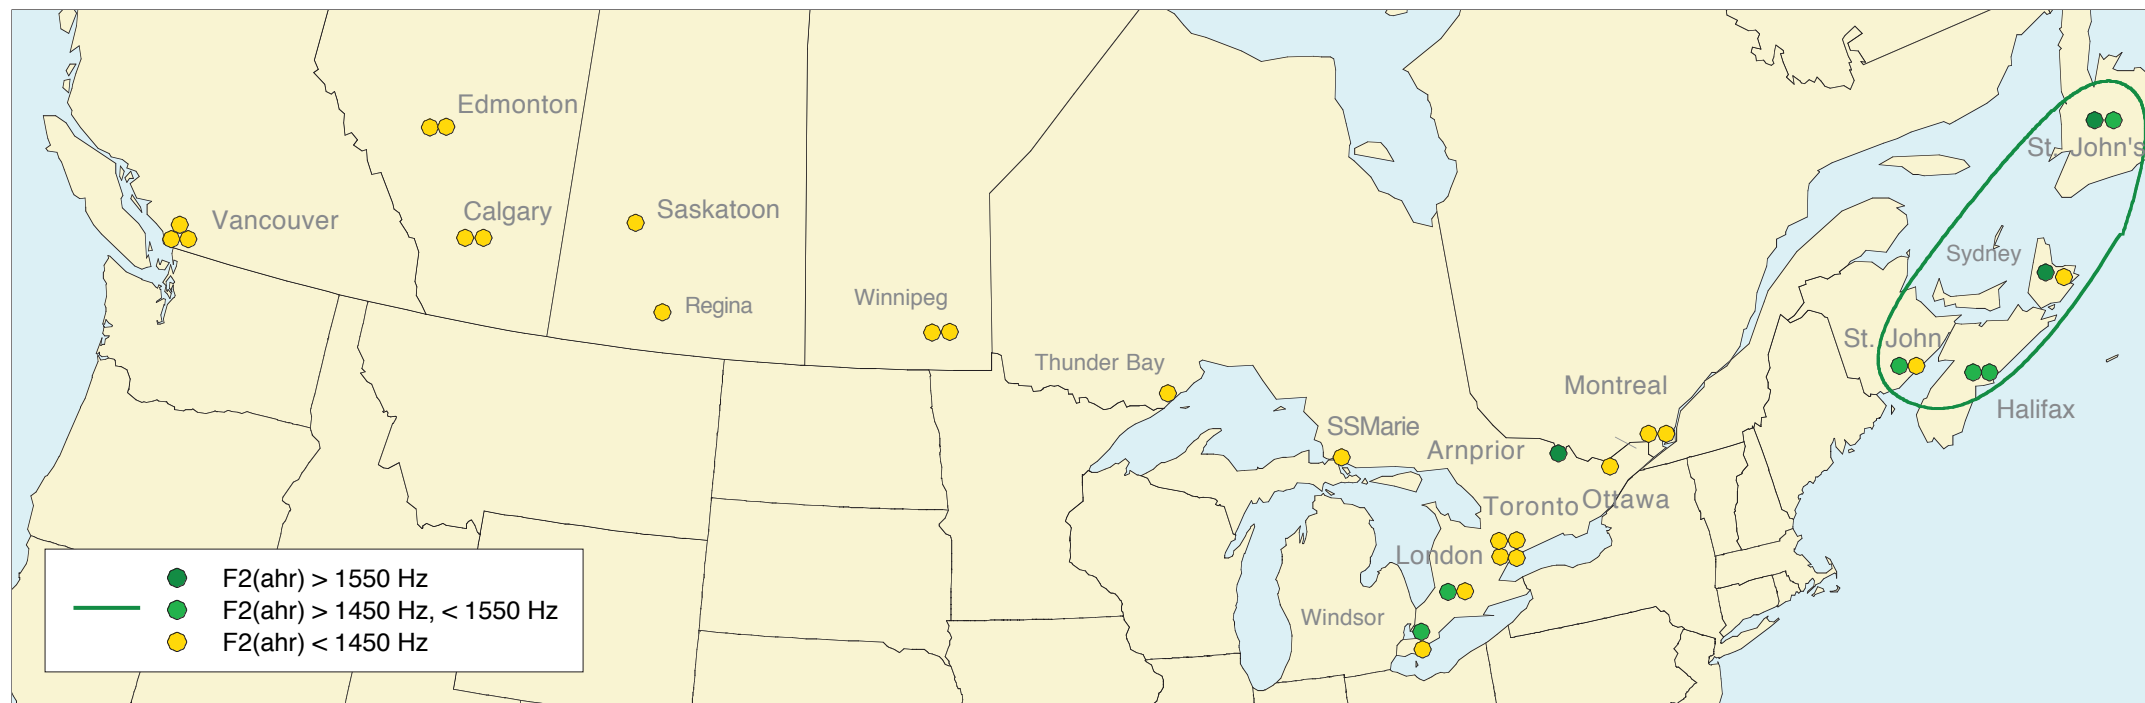 Edmonton
St. John's
Vancouver
Calgary
Saskatoon
Sydney
Regina
Winnipeg
St. John
Thunder Bay
Montreal
Halifax
SSMarie
Arnprior
Toronto
Ottawa
London
Windsor
F2(ahr) > 1550 Hz
F2(ahr) > 1450 Hz, < 1550 Hz
F2(ahr) < 1450 Hz